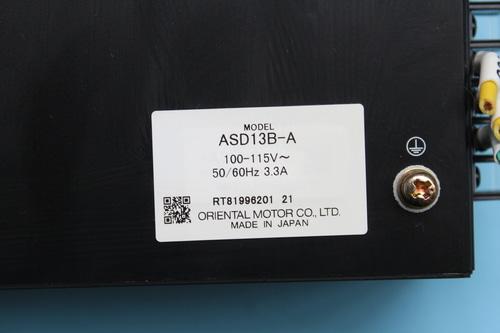 MODEL
ASD13B-A
100-115V~
50/60Hz 3.3A
RT81996201 21
ORIENTAL MOTOR CO., LTD.
MADE IN JAPAN